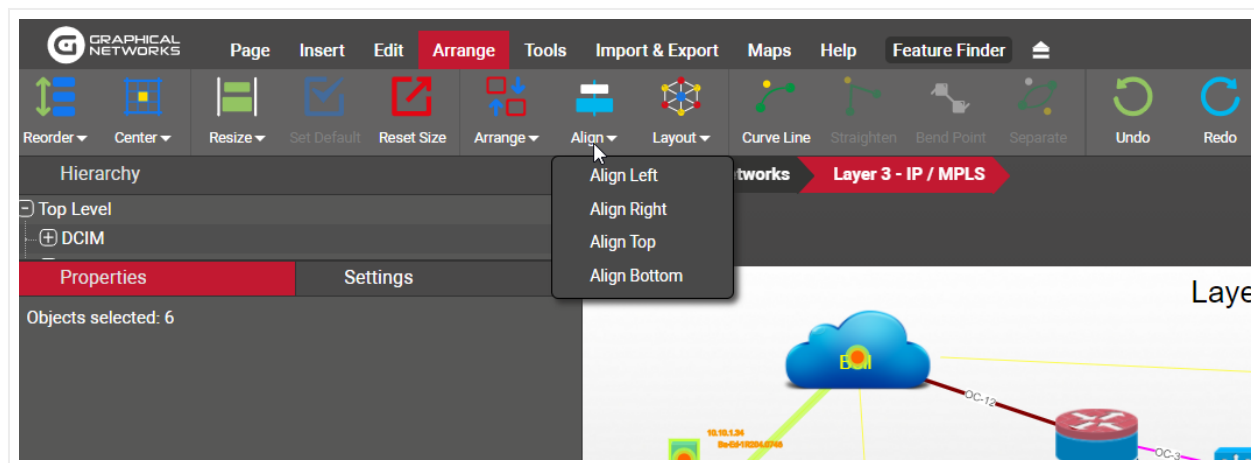 GRAPHICAL
NETWORKS
Page Insert Edit Arrange Tools Import & Export Maps Help Feature Finder
Reorder Center Resize Set Default Reset Size Arrange Align Layout Curve Line Straighten Bend Point Separate Undo Redo
Hierarchy
tworks Layer 3 - IP / MPLS
Align Left
Align Right
Align Top
Align Bottom
Top Level
DCIM
Properties Settings
Objects selected: 6
Laye
OC-12
10.10.1.34
OC-3